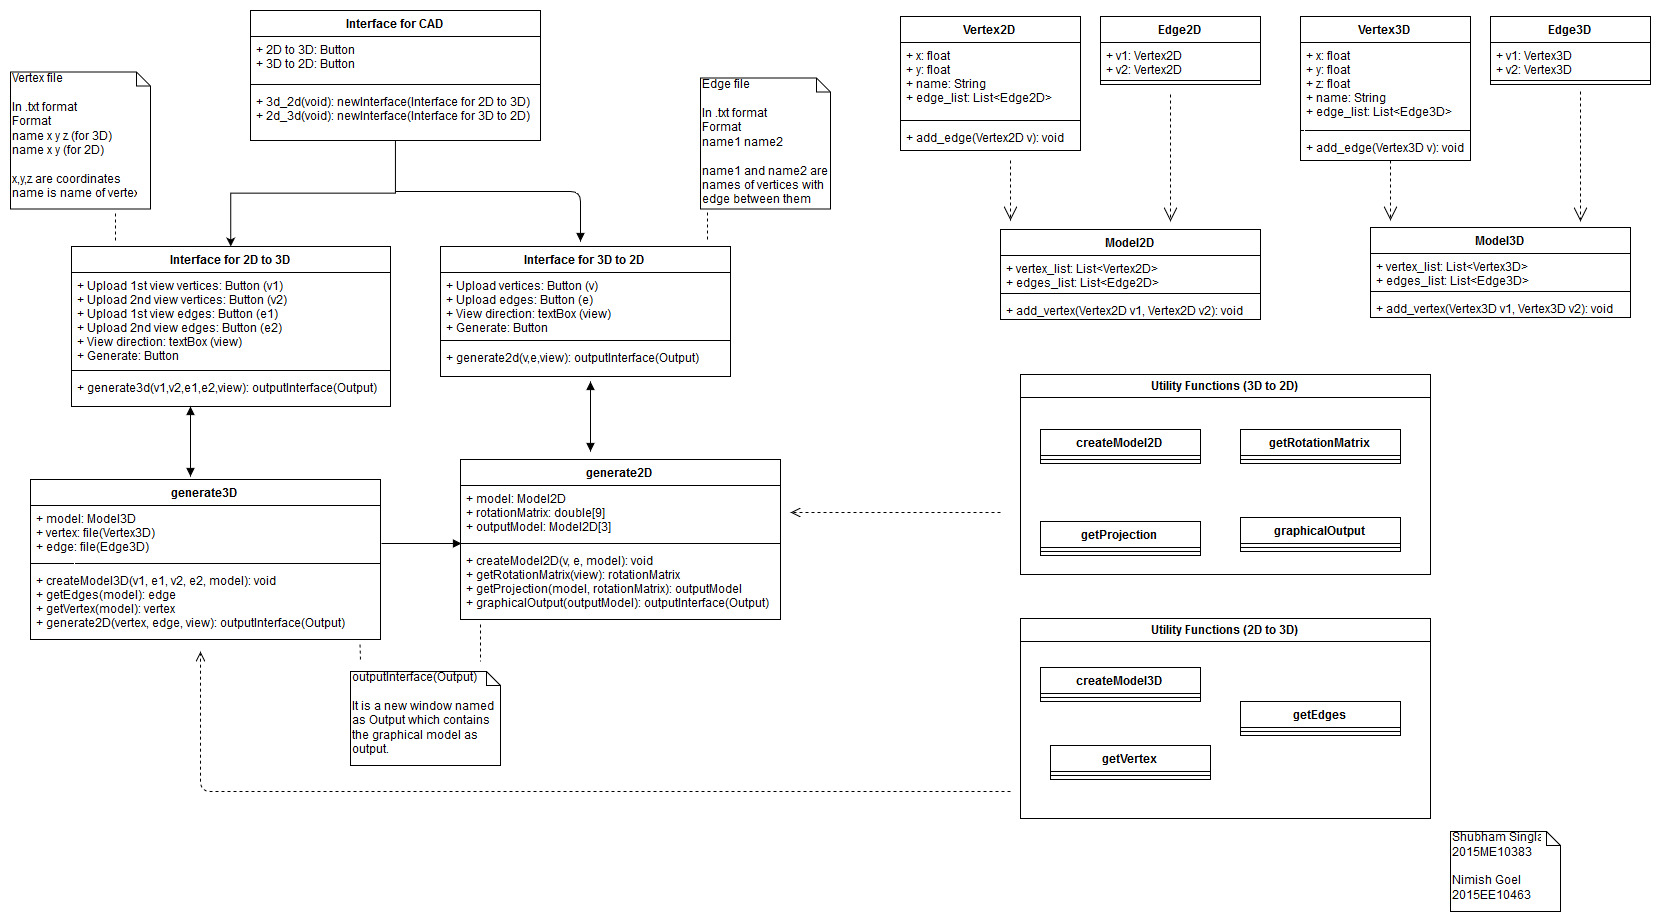 Interface for CAD
+ 2D to 3D: Button
+ 3D to 2D: Button
+ 3d_2d(void): newInterface(Interface for 2D to 3D)
+ 2d_3d(void): newInterface(Interface for 3D to 2D)
Vertex file
In .txt format
Format
name x y z (for 3D)
name x y (for 2D)
x,y,z are coordinates
name is name of vertex
Edge file
In .txt format
Format
name1 name2
name1 and name2 are
names of vertices with
edge between them
Vertex2D
+ x: float
+ y: float
+ name: String
+ edge_list: List<Edge2D>
+ add_edge(Vertex2D v): void
Edge2D
+ v1: Vertex2D
+ v2: Vertex2D
Vertex3D
+ x: float
+ y: float
+ z: float
+ name: String
+ edge_list: List<Edge3D>
+ add_edge(Vertex3D v): void
Edge3D
+ v1: Vertex3D
+ v2: Vertex3D
Interface for 2D to 3D
+ Upload 1st view vertices: Button (v1)
+ Upload 2nd view vertices: Button (v2)
+ Upload 1st view edges: Button (e1)
+ Upload 2nd view edges: Button (e2)
+ View direction: textBox (view)
+ Generate: Button
+ generate3d(v1,v2,e1,e2,view): outputInterface(Output)
Interface for 3D to 2D
+ Upload vertices: Button (v)
+ Upload edges: Button (e)
+ View direction: textBox (view)
+ Generate: Button
+ generate2d(v,e,view): outputInterface(Output)
Model2D
+ vertex_list: List<Vertex2D>
+ edges_list: List<Edge2D>
+ add_vertex(Vertex2D v1, Vertex2D v2): void
Model3D
+ vertex_list: List<Vertex3D>
+ edges_list: List<Edge3D>
+ add_vertex(Vertex3D v1, Vertex3D v2): void
generate3D
+ model: Model3D
+ vertex: file(Vertex3D)
+ edge: file(Edge3D)
+ createModel3D(v1, e1, v2, e2, model): void
+ getEdges(model): edge
+ getVertex(model): vertex
+ generate2D(vertex, edge, view): outputInterface(Output)
generate2D
+ model: Model2D
+ rotationMatrix: double[9]
+ outputModel: Model2D[3]
+ createModel2D(v, e, model): void
+ getRotationMatrix(view): rotationMatrix
+ getProjection(model, rotationMatrix): outputModel
+ graphicalOutput(outputModel): outputInterface(Output)
Utility Functions (3D to 2D)
createModel2D
getRotationMatrix
getProjection
graphicalOutput
outputInterface(Output)
It is a new window named
as Output which contains
the graphical model as
output.
Utility Functions (2D to 3D)
createModel3D
getEdges
getVertex
Shubham Singla
2015ME10383
Nimish Goel
2015EE10463